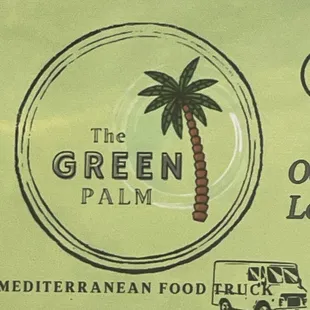 The
GREEN
PALM
MEDITERRANEAN FOOD TRUCK